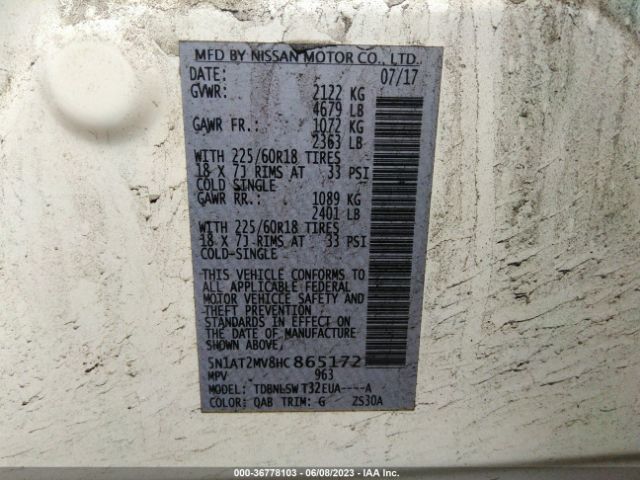 MFD BY NISSAN MOTOR CO., LTD.
DATE: 07/17
GVWR: 2122 KG
4679 LB
GAWR FR.: 1072 KG
2363 LB
WITH 225/60R18 TIRES
18 X 7J RIMS AT 33 PSI
COLD SINGLE
GAWR RR.: 1089 KG
2401 LB
WITH 225/60R18 TIRES
18 X 7J RIMS AT 33 PSI
COLD-SINGLE
THIS VEHICLE CONFORMS TO
ALL APPLICABLE FEDERAL
MOTOR VEHICLE SAFETY AND
AND THEFT PREVENTION
STANDARDS IN EFFECT ON
THE DATE OF MANUFACTURE
SHOWN ABOVE.
5N1AT2MV8HC 865172
MPV 963
MODEL: TDBNLSW T32EUA----A
COLOR: QAB TRIM: G ZS30A
000-36778103 - 06/08/2023 - IAA Inc.